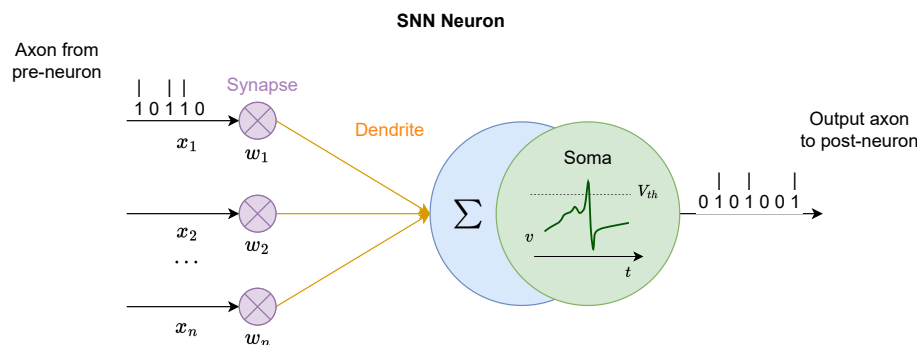 SNN Neuron
Axon from
pre-neuron
Synapse
1 0 1 1 0
x₁
w₁
Dendrite
x₂
w₂
...
xₙ
wₙ
Σ
Soma
Vₜₕ
v
t
Output axon
to post-neuron
0 1 0 1 0 0 1